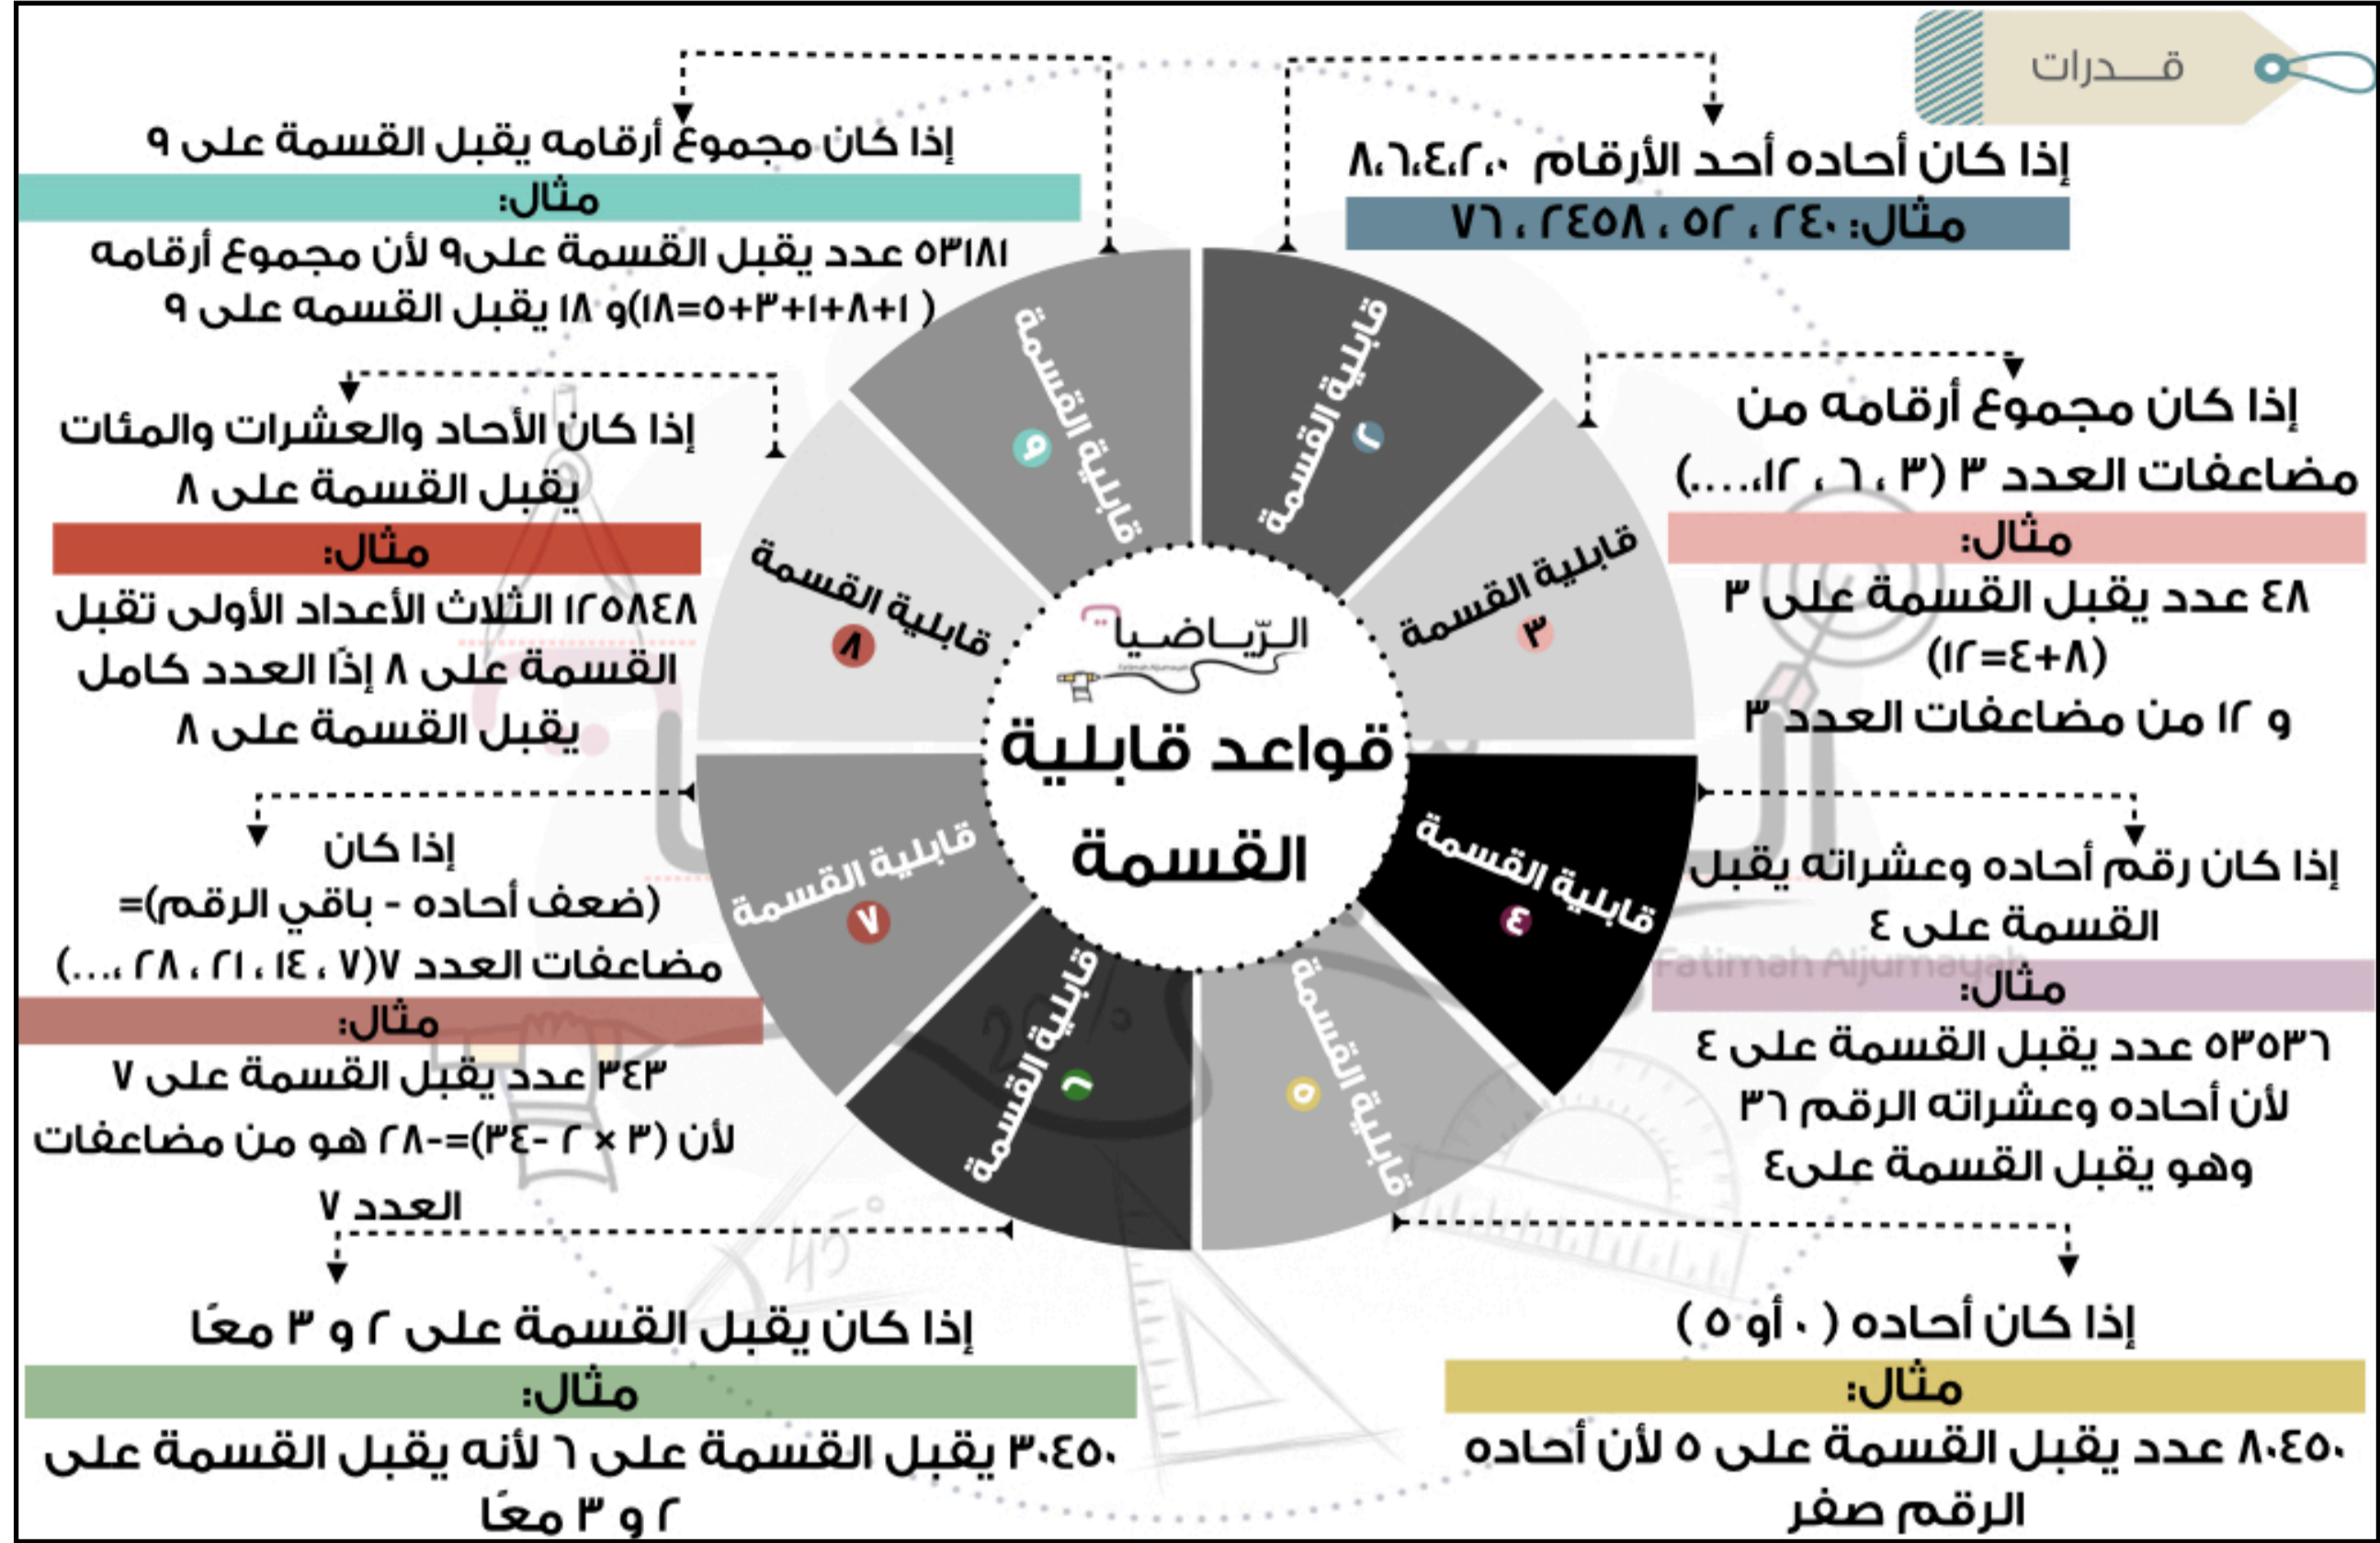 قـــدرات
إذا كان أحاده أحد الأرقام ٨،٦،٤،٢،٠
مثال: ٢٤٠ ، ٥٢ ، ٢٤٥٨ ، ٧٦
إذا كان مجموع أرقامه من
مضاعفات العدد ٣ (٣ ، ٦ ، ١٢،....)
مثال:
٤٨ عدد يقبل القسمة على ٣
(٨+٤=١٢)
و ١٢ من مضاعفات العدد ٣
إذا كان رقم أحاده وعشراته يقبل
القسمة على ٤
Fatimah Aljumayah
مثال:
٥٣٥٣٦ عدد يقبل القسمة على ٤
لأن أحاده وعشراته الرقم ٣٦
وهو يقبل القسمة على٤
إذا كان أحاده ( ٠ أو ٥ )
مثال:
٨٠٤٥٠ عدد يقبل القسمة على ٥ لأن أحاده
الرقم صفر
قابلية القسمة
٢
قابلية القسمة
٣
قابلية القسمة
٤
قابلية القسمة
٥
قابلية القسمة
٦
قابلية القسمة
٧
قابلية القسمة
٨
قابلية القسمة
٩
الـرّيــاضـيات
Fatimah Aljumayah
قواعد قابلية
القسمة
إذا كان مجموع أرقامه يقبل القسمة على ٩
مثال:
٥٣١٨١ عدد يقبل القسمة على٩ لأن مجموع أرقامه
( ١+٨+١+٣+٥=١٨)و ١٨ يقبل القسمه على ٩
إذا كان الأحاد والعشرات والمئات
يقبل القسمة على ٨
مثال:
١٢٥٨٤٨ الثلاث الأعداد الأولى تقبل
القسمة على ٨ إذًا العدد كامل
يقبل القسمة على ٨
إذا كان
(ضعف أحاده - باقي الرقم)=
مضاعفات العدد ٧(٧ ، ١٤ ، ٢١ ، ٢٨ ،...)
مثال:
٣٤٣ عدد يقبل القسمة على ٧
لأن (٣ × ٢ -٣٤)=-٢٨ هو من مضاعفات
العدد ٧
إذا كان يقبل القسمة على ٢ و ٣ معًا
مثال:
٣٠٤٥٠ يقبل القسمة على ٦ لأنه يقبل القسمة على
٢ و ٣ معًا
45°